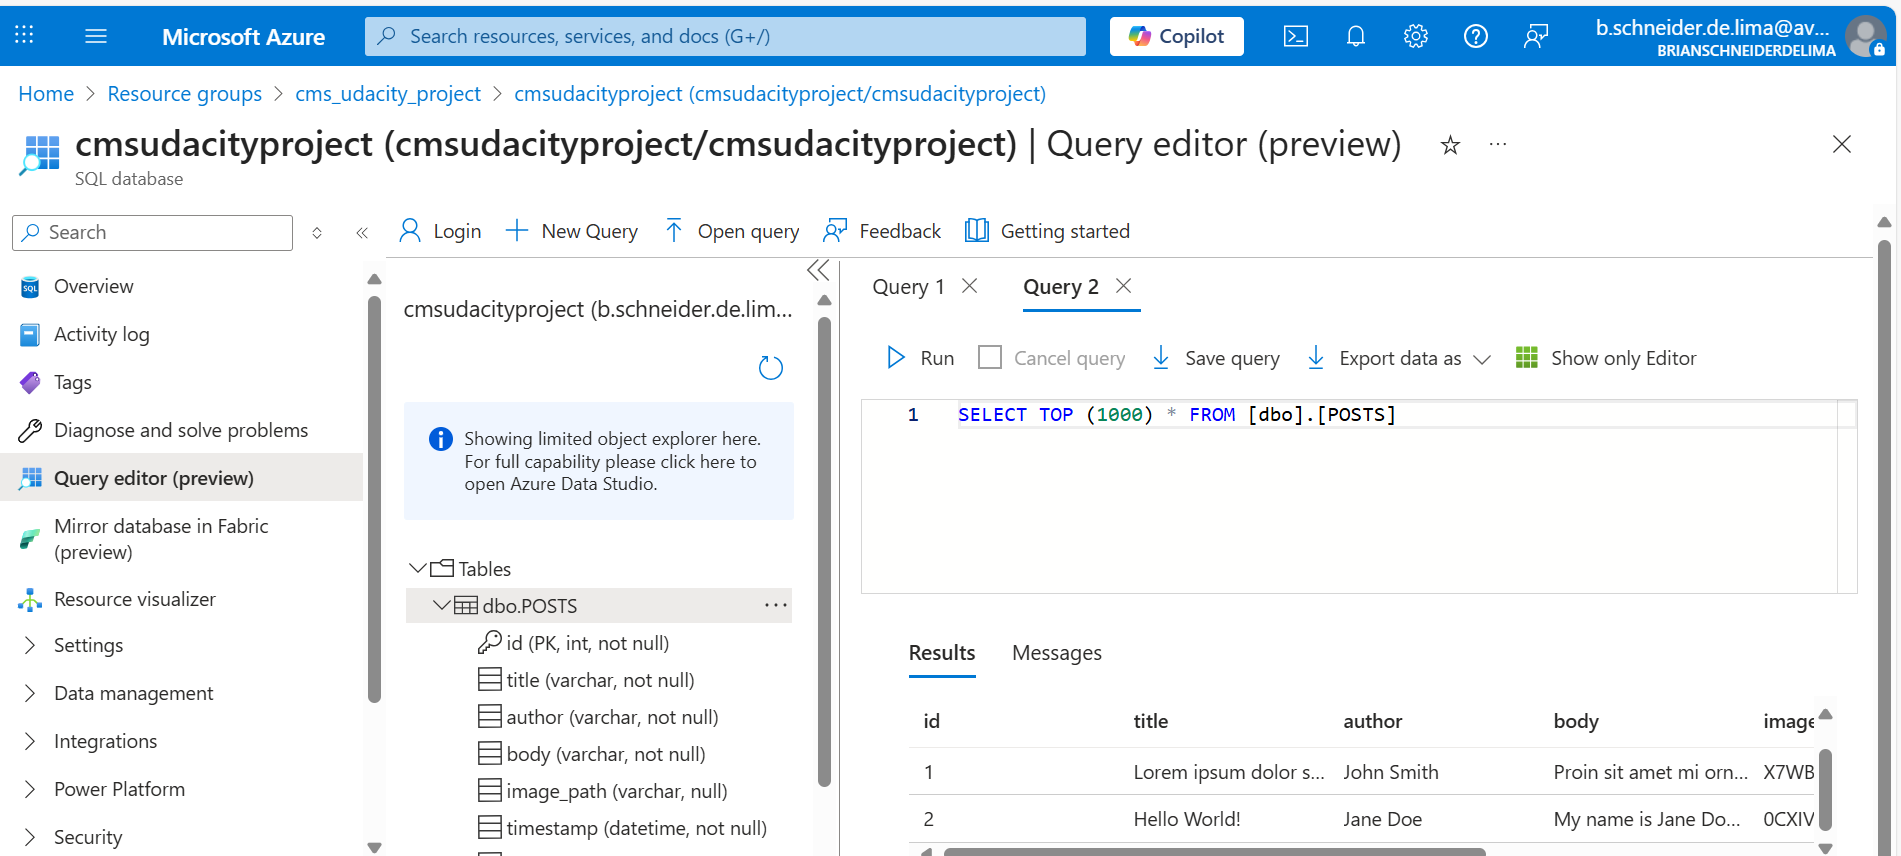 Microsoft Azure
Search resources, services, and docs (G+/)
Copilot
b.schneider.de.lima@av...
BRIANSCHNEIDERDELIMA
Home > Resource groups > cms_udacity_project > cmsudacityproject (cmsudacityproject/cmsudacityproject)
cmsudacityproject (cmsudacityproject/cmsudacityproject) | Query editor (preview)
SQL database
Search
Login
New Query
Open query
Feedback
Getting started
Overview
Activity log
Tags
Diagnose and solve problems
Query editor (preview)
Mirror database in Fabric
(preview)
Resource visualizer
Settings
Data management
Integrations
Power Platform
Security
cmsudacityproject (b.schneider.de.lim...
Showing limited object explorer here.
For full capability please click here to
open Azure Data Studio.
Tables
dbo.POSTS
id (PK, int, not null)
title (varchar, not null)
author (varchar, not null)
body (varchar, not null)
image_path (varchar, null)
timestamp (datetime, not null)
Query 1
Query 2
Run
Cancel query
Save query
Export data as
Show only Editor
1 SELECT TOP (1000) * FROM [dbo].[POSTS]
Results
Messages
id title author body image
1 Lorem ipsum dolor s... John Smith Proin sit amet mi orn... X7WB
2 Hello World! Jane Doe My name is Jane Do... 0CXIV